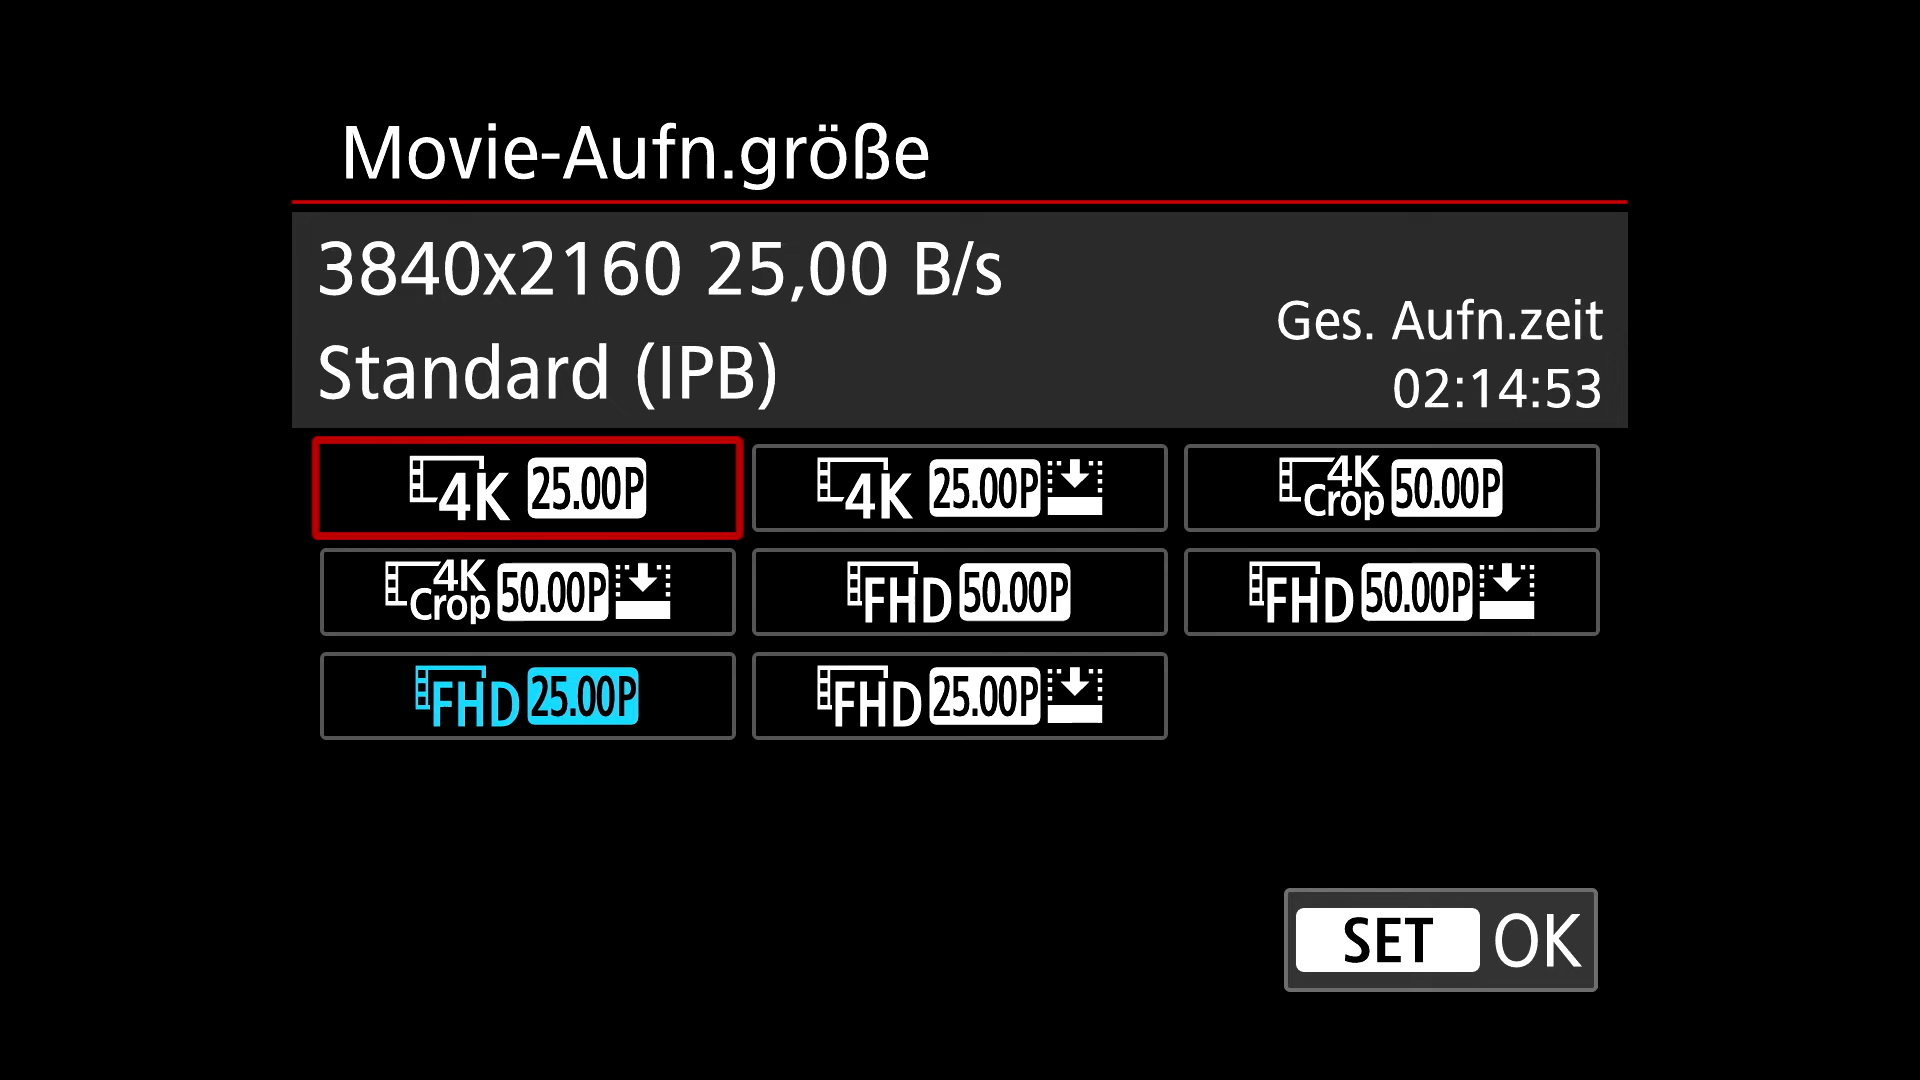 Movie-Aufn.größe
3840x2160 25,00 B/s
Standard (IPB)
Ges. Aufn.zeit
02:14:53
4K 25.00P
4K 25.00P
4K Crop 50.00P
4K Crop 50.00P
FHD 50.00P
FHD 50.00P
FHD 25.00P
FHD 25.00P
SET OK